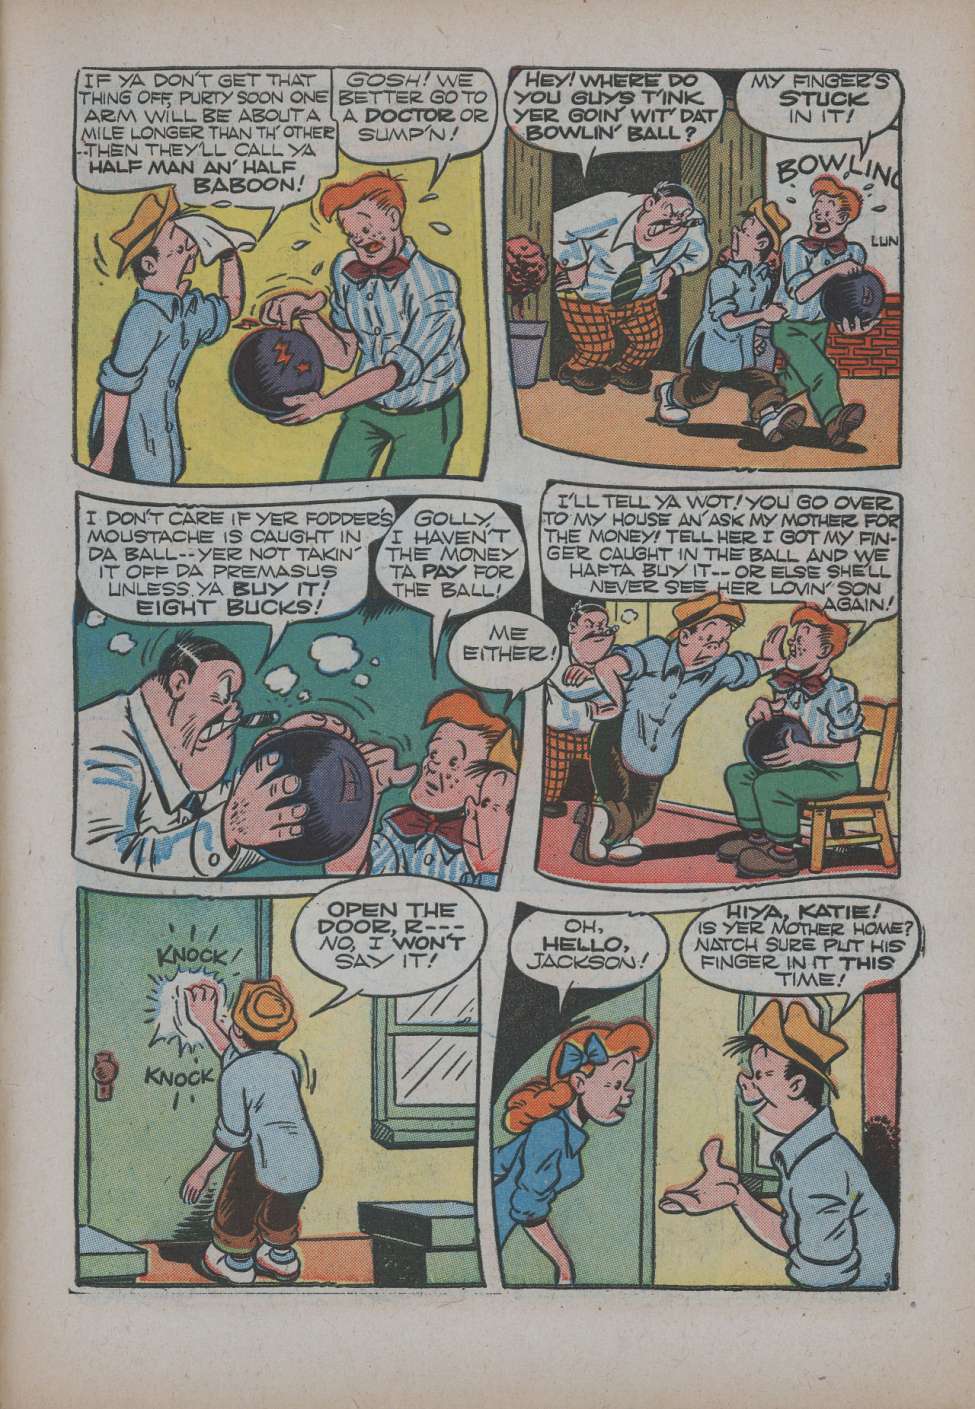 IF YA DON'T GET THAT
THING OFF, PURTY SOON ONE
ARM WILL BE ABOUT A
MILE LONGER THAN TH' OTHER
--THEN THEY'LL CALL YA
HALF MAN AN' HALF
BABOON!
GOSH! WE
BETTER GO TO
A DOCTOR OR
SUMP'N!
HEY! WHERE DO
YOU GUYS T'INK
YER GOIN' WIT' DAT
BOWLIN' BALL?
MY FINGER'S
STUCK
IN IT!
BOWLING
LUN
I DON'T CARE IF YER FODDER'S
MOUSTACHE IS CAUGHT IN
DA BALL-- YER NOT TAKIN'
IT OFF DA PREMASUS
UNLESS YA BUY IT!
EIGHT BUCKS!
GOLLY,
I HAVEN'T
THE MONEY
TA PAY FOR
THE BALL!
ME
EITHER!
I'LL TELL YA WOT! YOU GO OVER
TO MY HOUSE AN' ASK MY MOTHER FOR
THE MONEY! TELL HER I GOT MY FIN-
GER CAUGHT IN THE BALL AND WE
HAFTA BUY IT-- OR ELSE SHE'LL
NEVER SEE HER LOVIN' SON
AGAIN!
KNOCK!
KNOCK
OPEN THE
DOOR, R---
NO, I WON'T
SAY IT!
OH,
HELLO,
JACKSON!
HIYA, KATIE!
IS YER MOTHER HOME?
NATCH SURE PUT HIS
FINGER IN IT THIS
TIME!
3